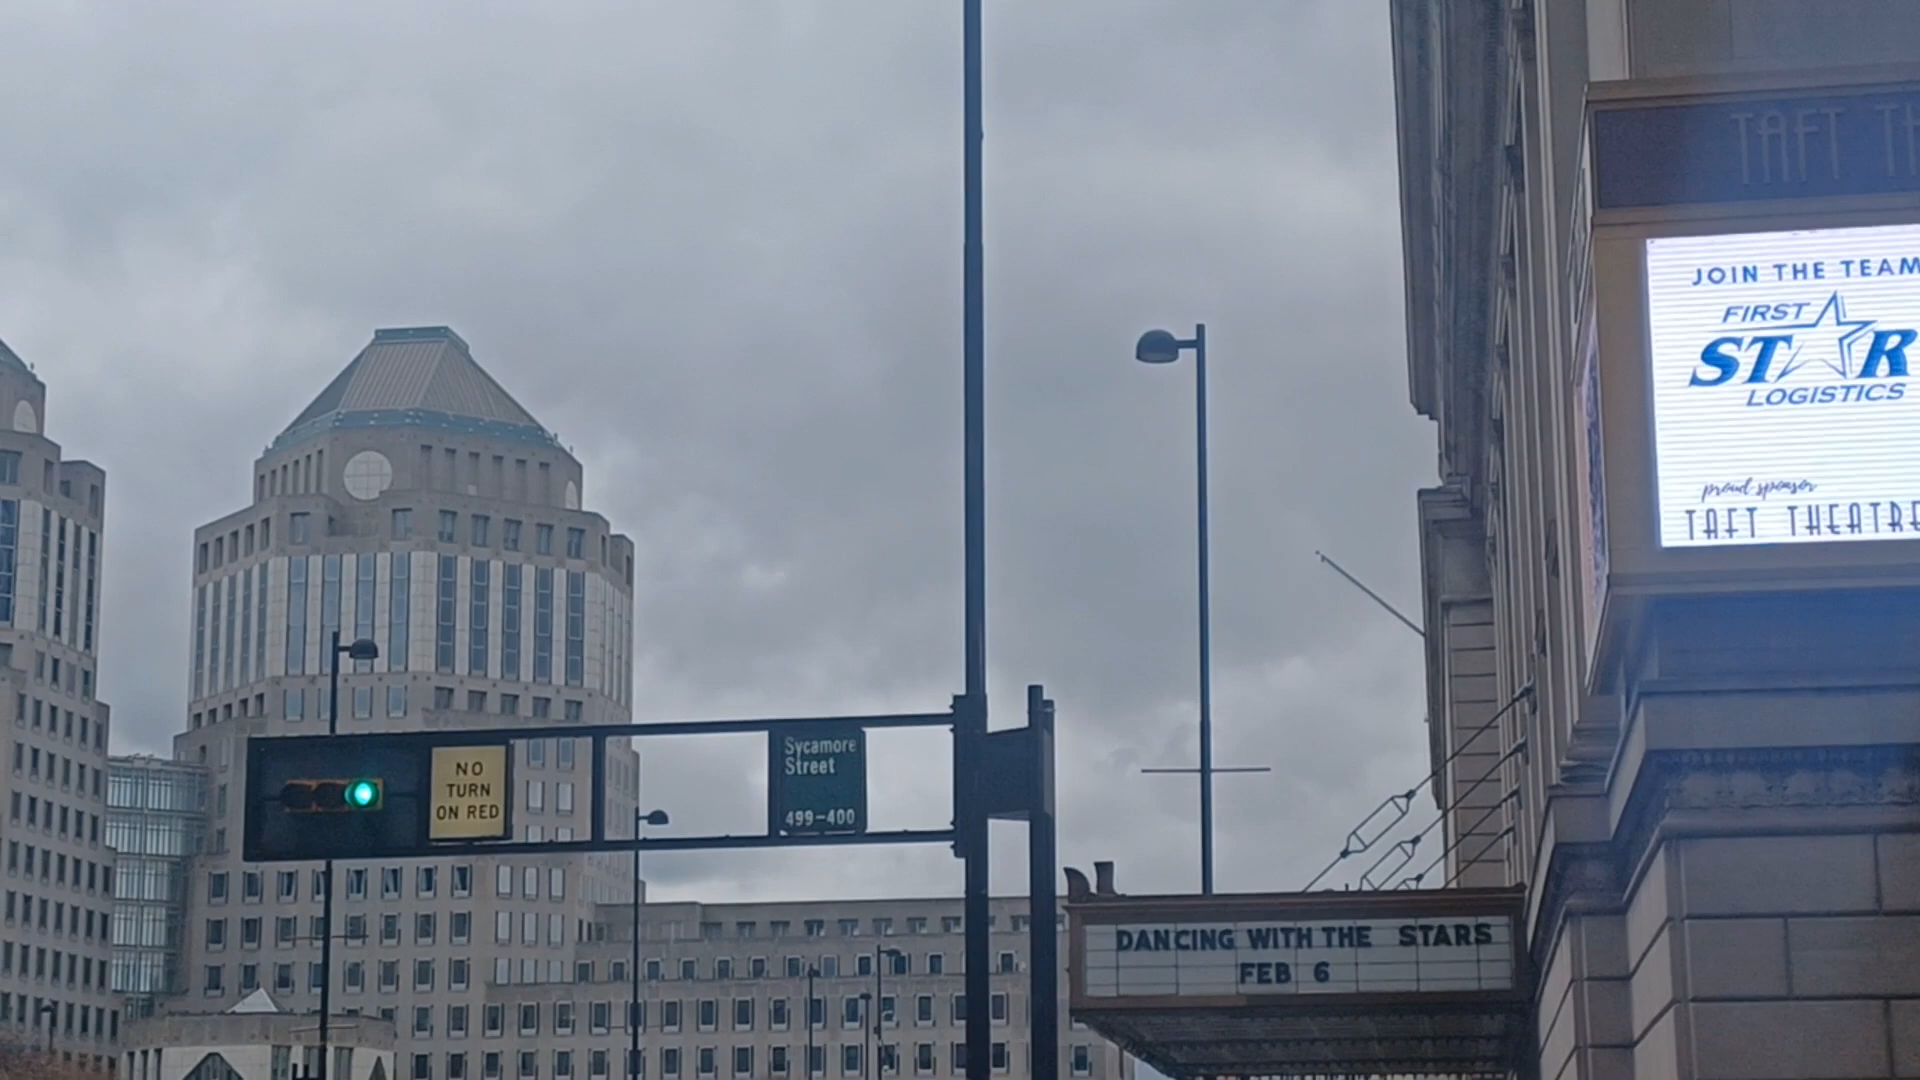 TAFT TH
JOIN THE TEAM
FIRST
STAR
LOGISTICS
proud sponsor
TAFT THEATRE
NO
TURN
ON RED
Sycamore
Street
499-400
DANCING WITH THE STARS
FEB 6